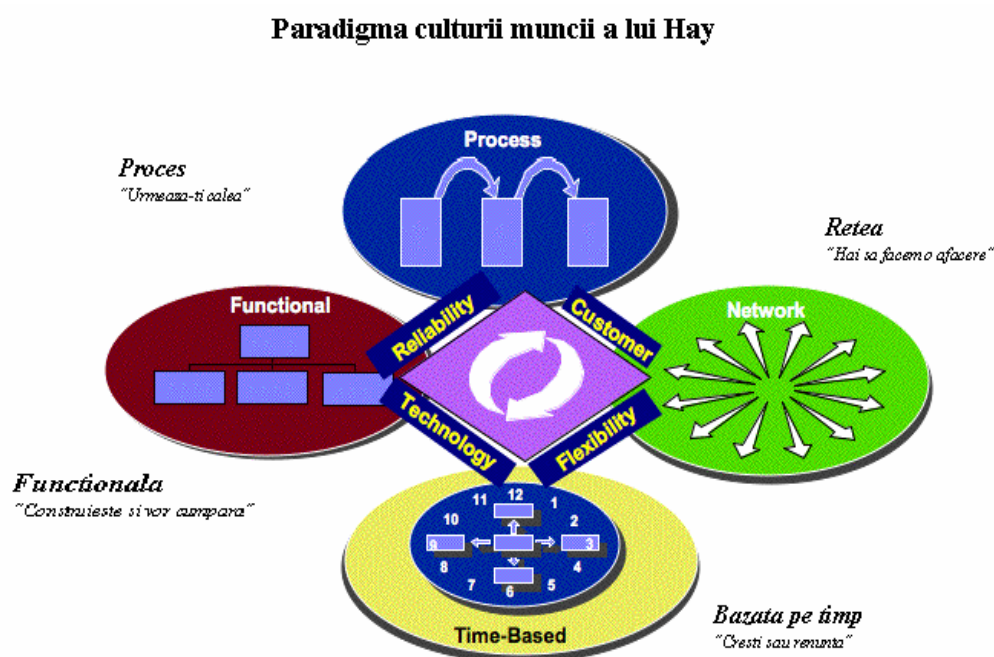 Paradigma culturii muncii a lui Hay
Process
Proces
"Urmeaza-ti calea"
Retea
"Hai sa facem o afacere"
Functional
Network
Reliability
Customer
Technology
Flexibility
Functionala
"Construieste si vor cumpara"
12
11
1
10
2
9
3
8
4
7
5
6
Time-Based
Bazata pe timp
"Cresti sau renunta"